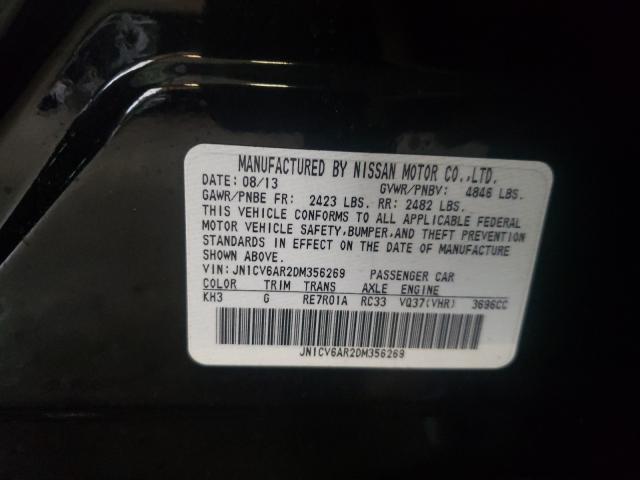 MANUFACTURED BY NISSAN MOTOR CO.,LTD.
DATE: 08/13 GVWR/PNBV: 4846 LBS.
GAWR/PNBE FR: 2423 LBS. RR: 2482 LBS.
THIS VEHICLE CONFORMS TO ALL APPLICABLE FEDERAL
MOTOR VEHICLE SAFETY,BUMPER,AND THEFT PREVENTION
STANDARDS IN EFFECT ON THE DATE OF MANUFACTURE
SHOWN ABOVE.
VIN:JN1CV6AR2DM356269 PASSENGER CAR
COLOR TRIM TRANS AXLE ENGINE
KH3 G RE7R01A RC33 VQ37(VHR) 3696CC
JN1CV6AR2DM356269